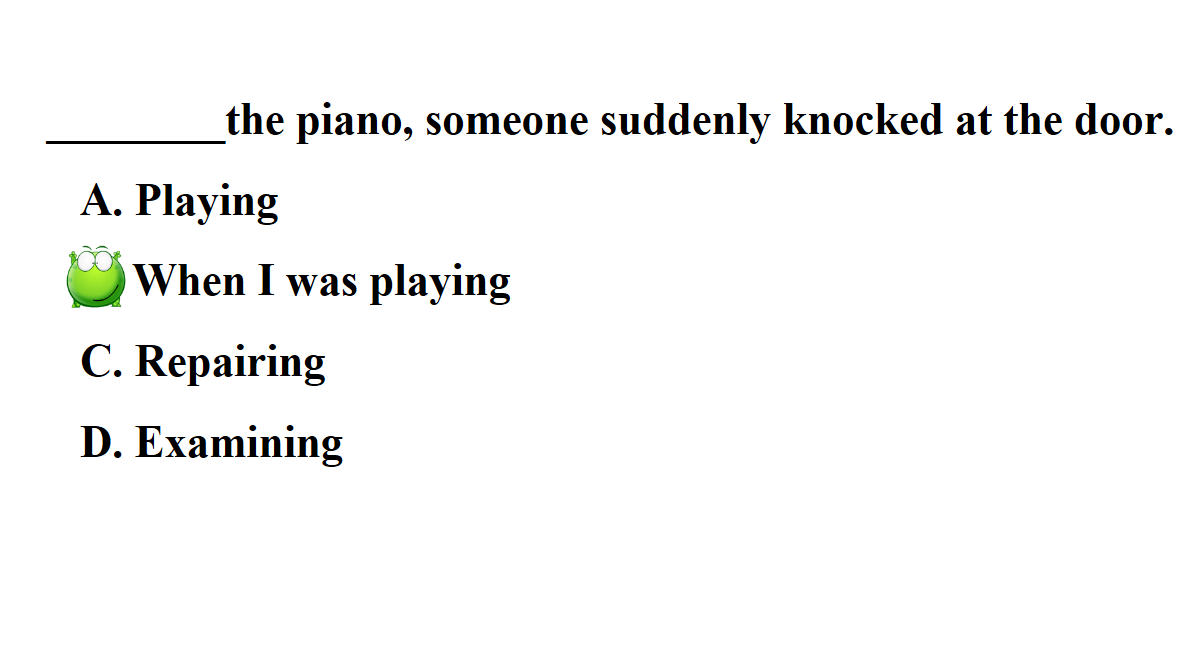 ________the piano, someone suddenly knocked at the door.
A. Playing
When I was playing
C. Repairing
D. Examining